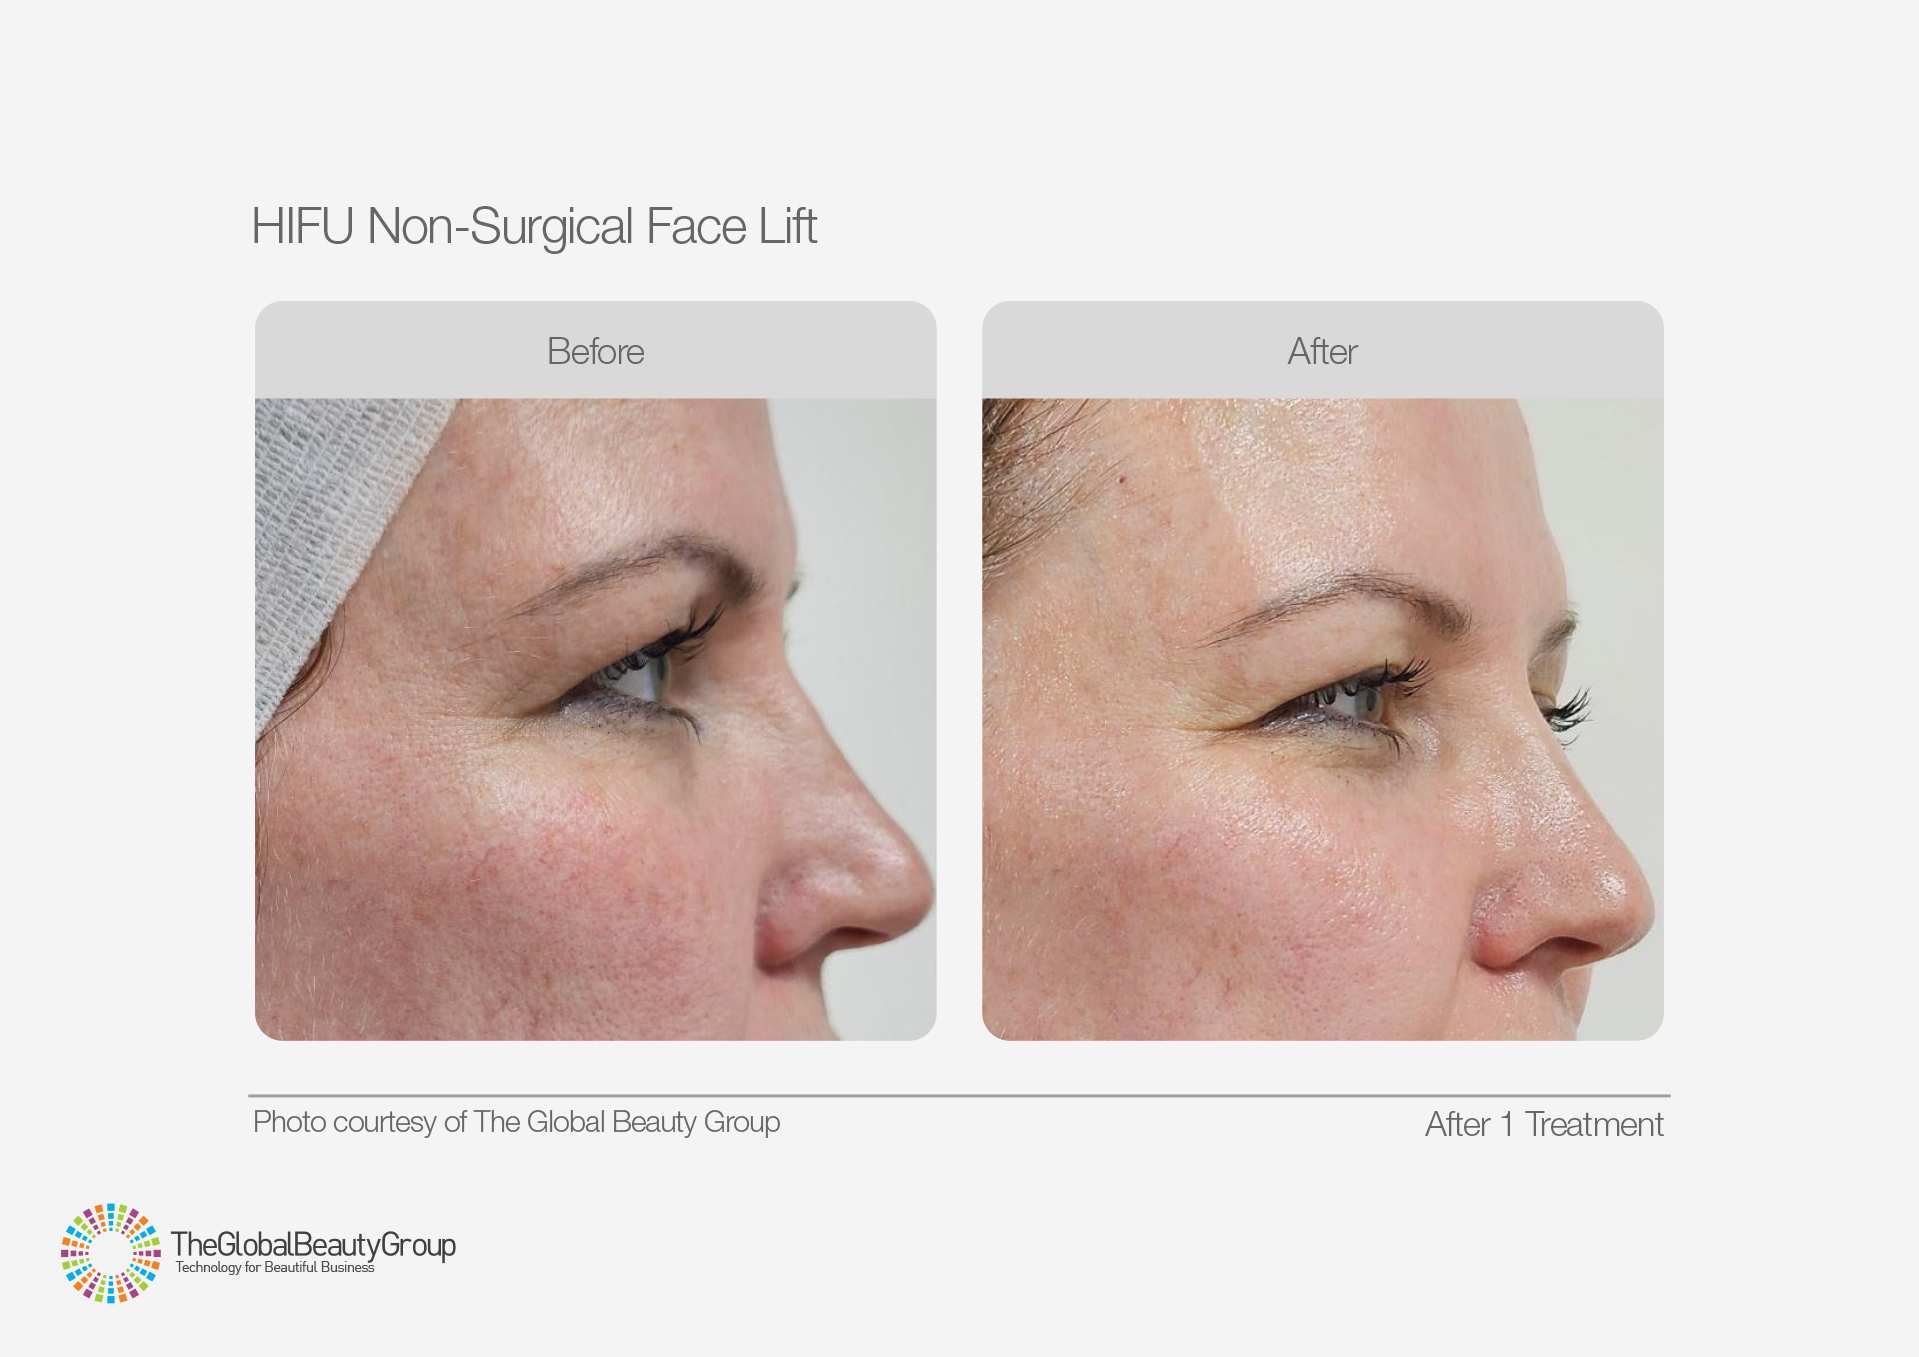 HIFU Non-Surgical Face Lift
Before
After
Photo courtesy of The Global Beauty Group
After 1 Treatment
TheGlobalBeautyGroup
Technology for Beautiful Business